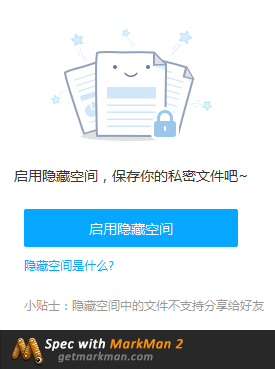 启用隐藏空间，保存你的私密文件吧~
启用隐藏空间
隐藏空间是什么?
小贴士：隐藏空间中的文件不支持分享给好友
Spec with MarkMan 2
getmarkman.com